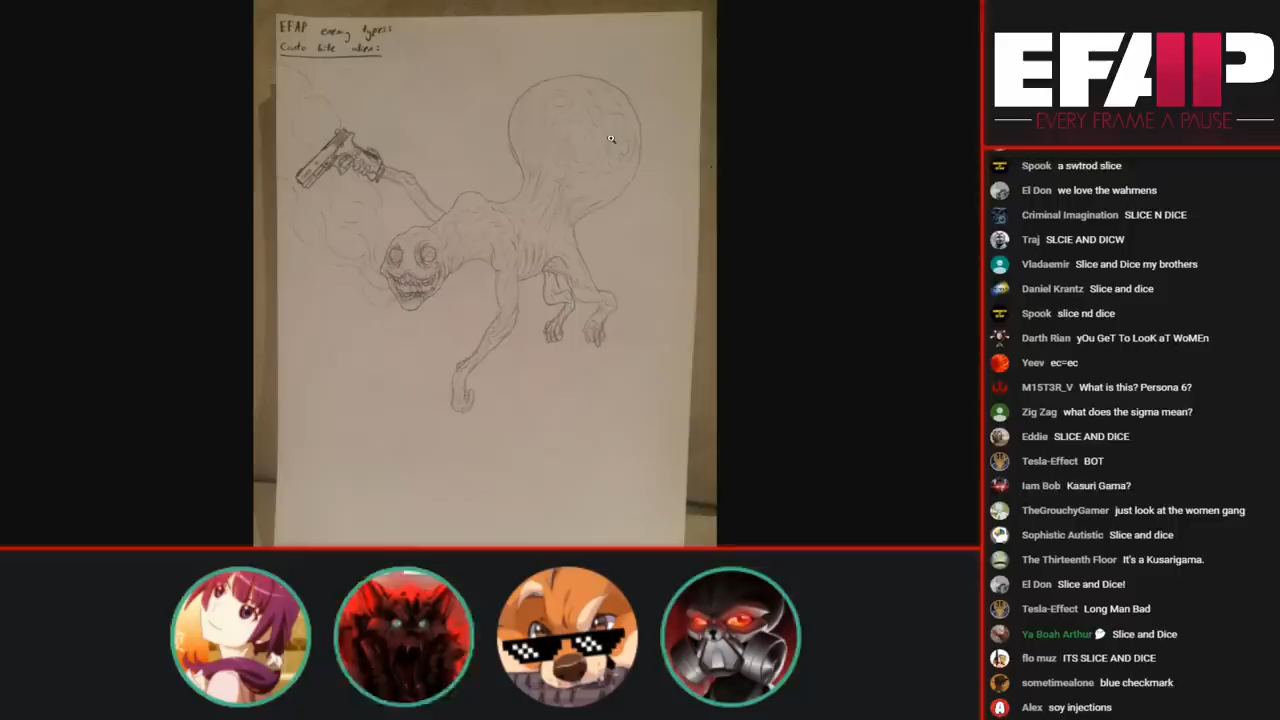 EFAP enemy types:
EFAP
EVERY FRAME A PAUSE
Spook a swtrod slice
El Don we love the wahmens
Criminal Imagination SLICE N DICE
Traj SLCIE AND DICW
Vladaemir Slice and Dice my brothers
Daniel Krantz Slice and dice
Spook slice nd dice
Darth Rian yOu GeT To LooK aT WoMEn
Yeev ec=ec
M15T3R_V What is this? Persona 6?
Zig Zag what does the sigma mean?
Eddie SLICE AND DICE
Tesla-Effect BOT
Iam Bob Kasuri Gama?
TheGrouchyGamer just look at the women gang
Sophistic Autistic Slice and dice
The Thirteenth Floor It's a Kusarigama.
El Don Slice and Dice!
Tesla-Effect Long Man Bad
Ya Boah Arthur Slice and Dice
flo muz ITS SLICE AND DICE
sometimealone blue checkmark
Alex soy injections